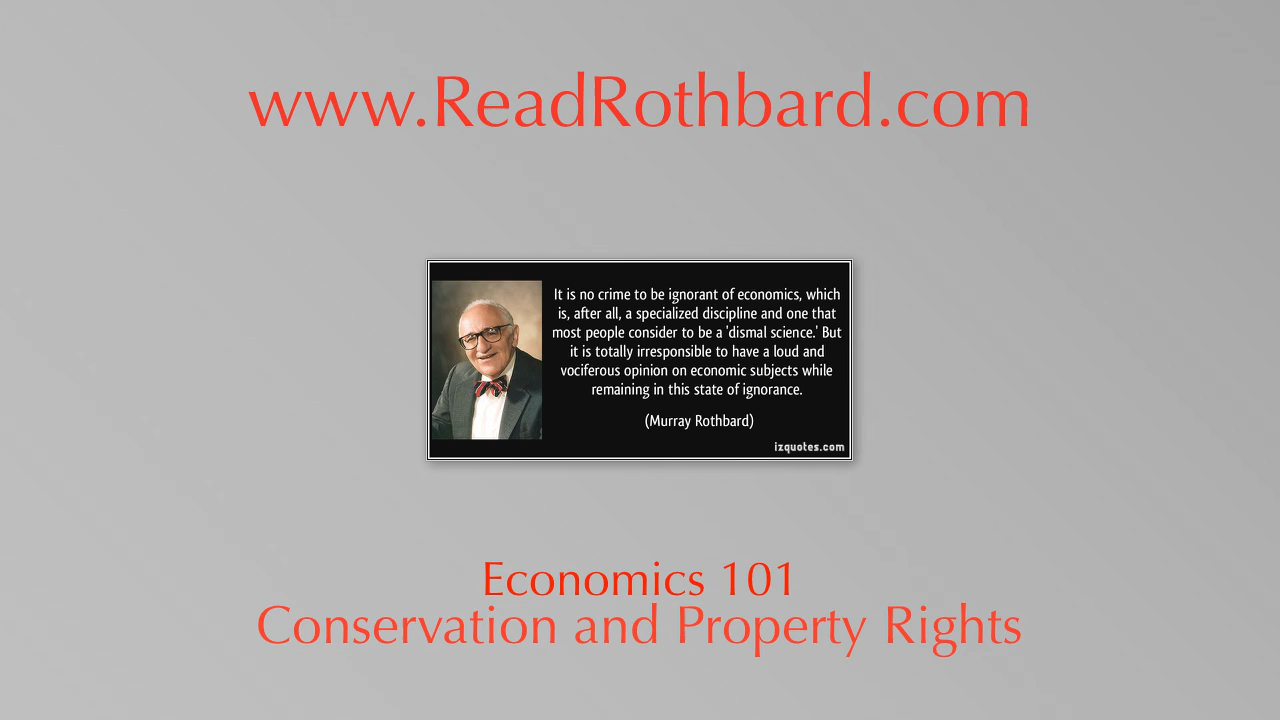 www.ReadRothbard.com
It is no crime to be ignorant of economics, which
is, after all, a specialized discipline and one that
most people consider to be a 'dismal science.' But
it is totally irresponsible to have a loud and
vociferous opinion on economic subjects while
remaining in this state of ignorance.
(Murray Rothbard)
izquotes.com
Economics 101
Conservation and Property Rights